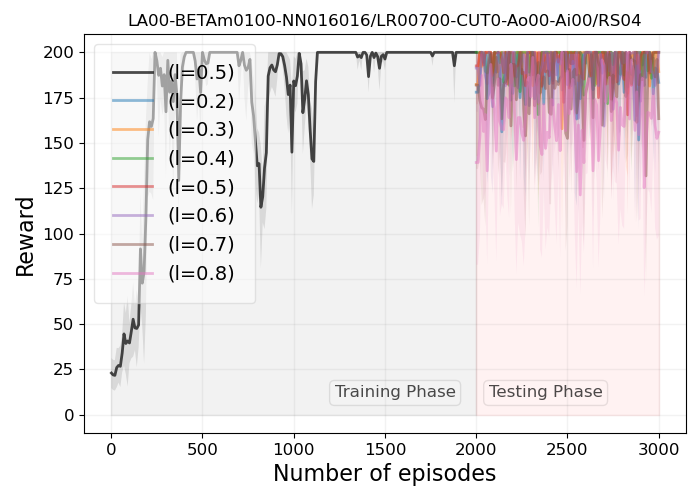 LA00-BETAm0100-NN016016/LR00700-CUT0-Ao00-Ai00/RS04
Reward
200
175
150
125
100
75
50
25
0
(l=0.5)
(l=0.2)
(l=0.3)
(l=0.4)
(l=0.5)
(l=0.6)
(l=0.7)
(l=0.8)
Training Phase
Testing Phase
0 500 1000 1500 2000 2500 3000
Number of episodes